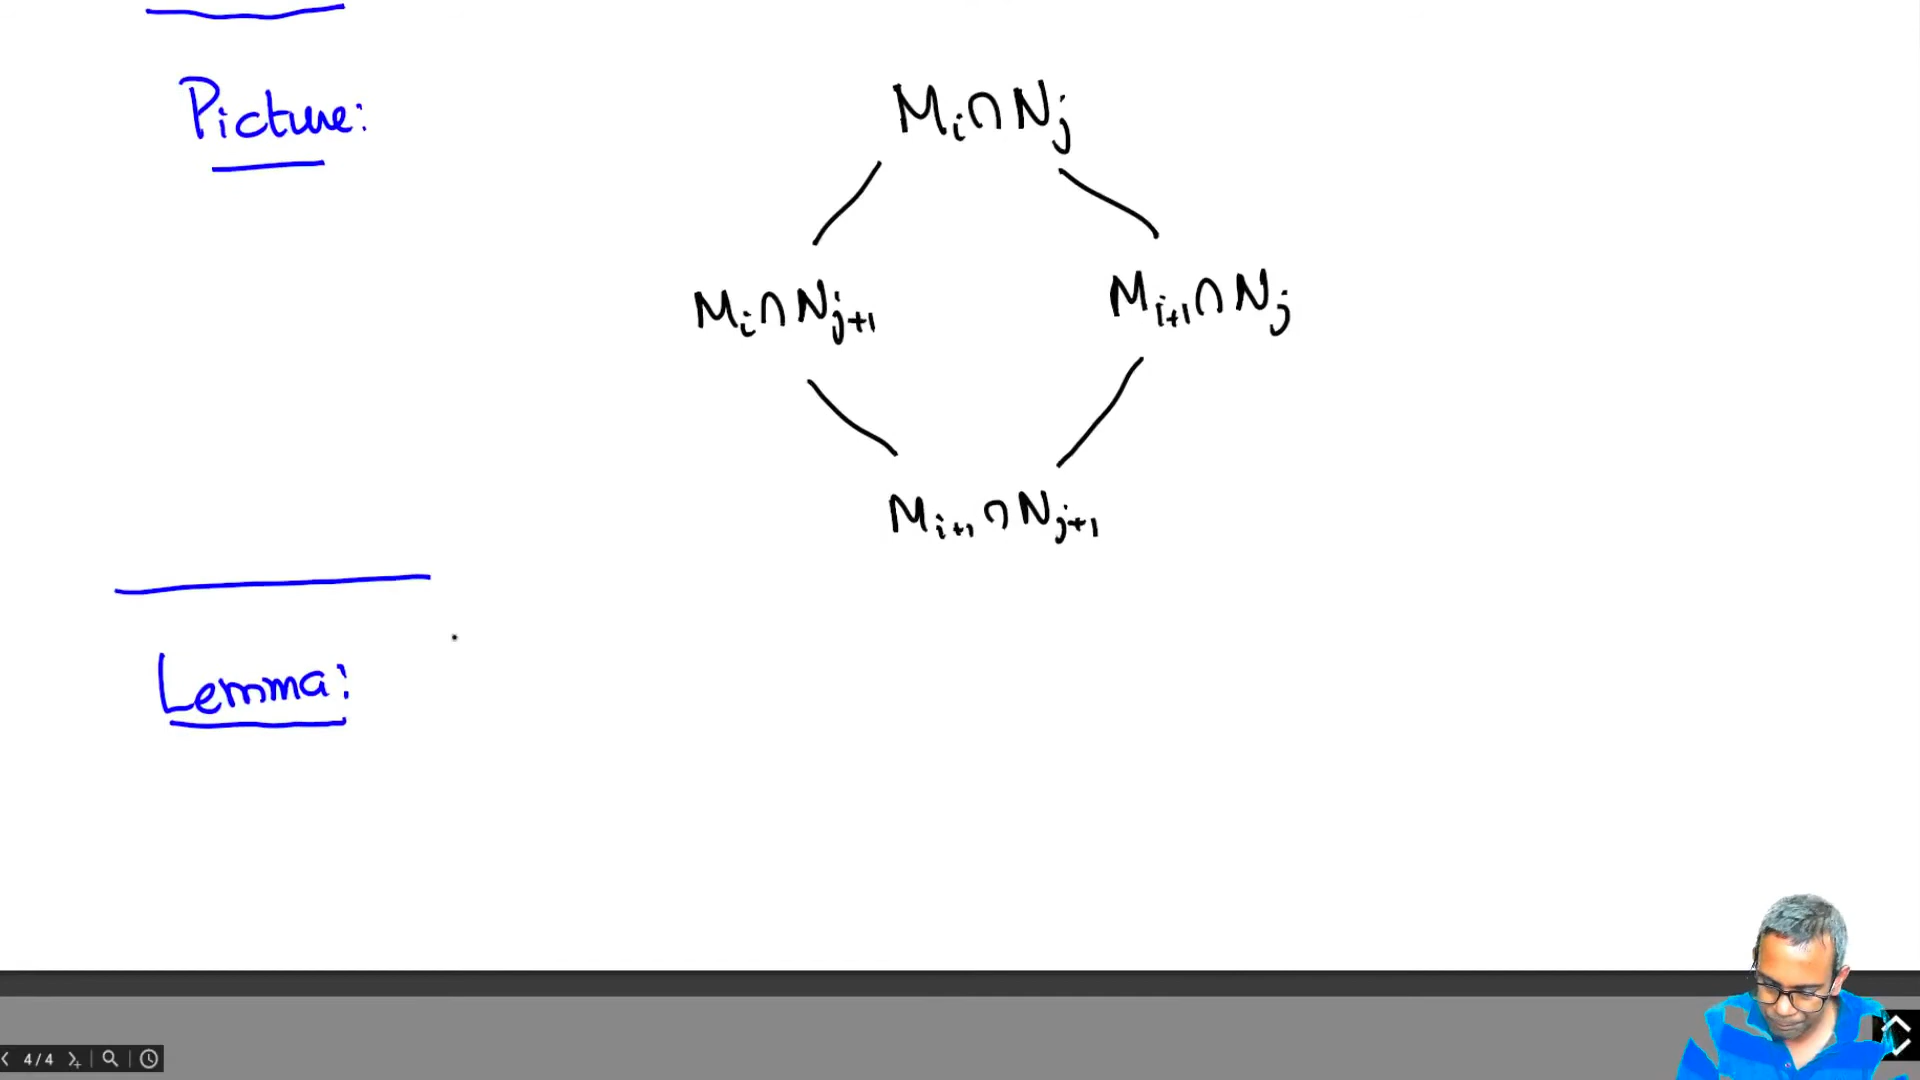 Picture:
M_i ∩ N_j
M_i ∩ N_{j+1} M_{i+1} ∩ N_j
M_{i+1} ∩ N_{j+1}
Lemma:
4/4